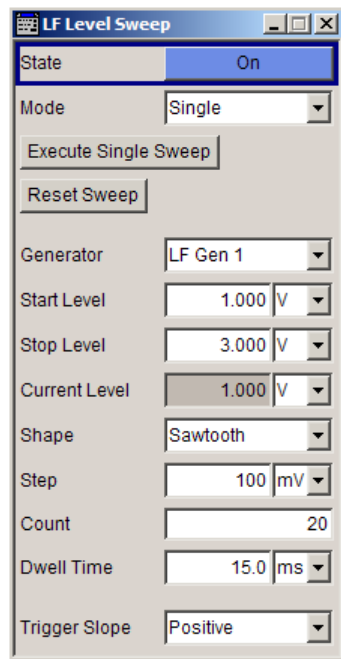 LF Level Sweep
State On
Mode Single
Execute Single Sweep
Reset Sweep
Generator LF Gen 1
Start Level 1.000 V
Stop Level 3.000 V
Current Level 1.000 V
Shape Sawtooth
Step 100 mV
Count 20
Dwell Time 15.0 ms
Trigger Slope Positive